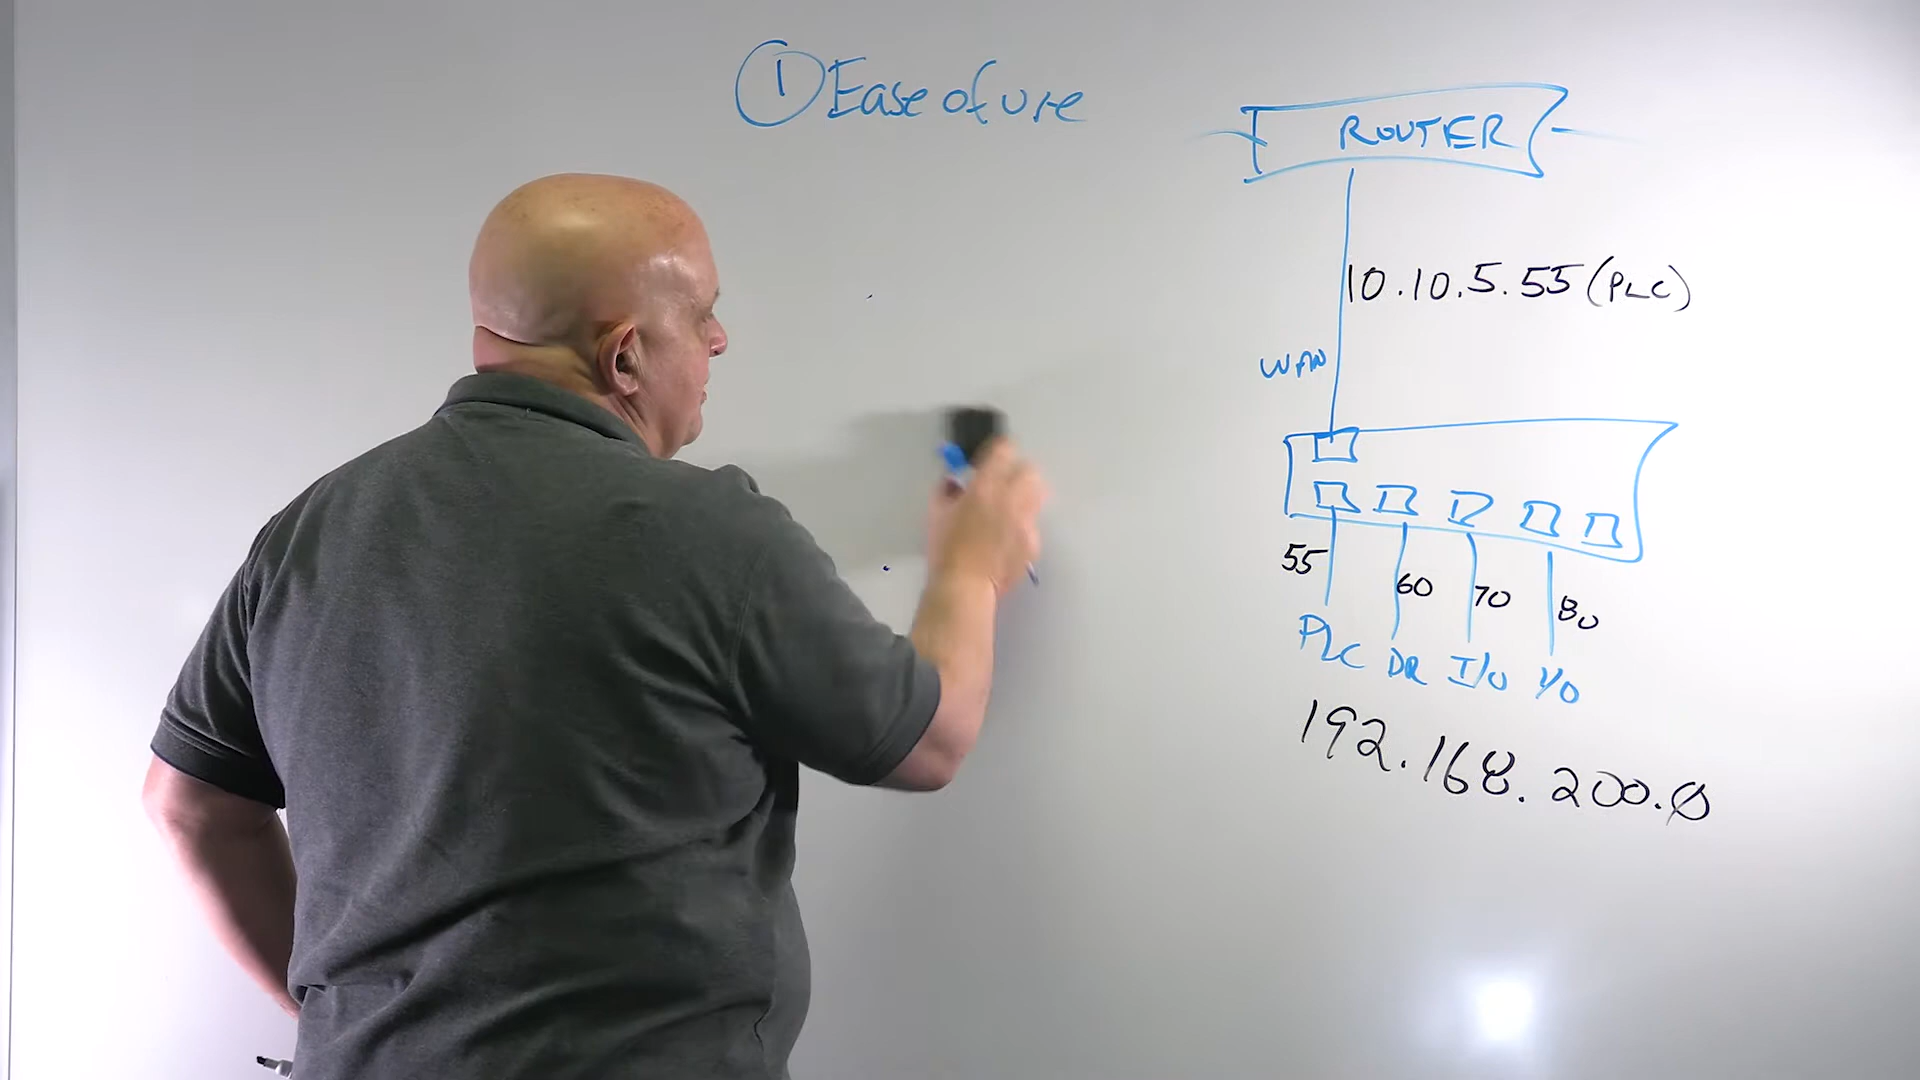 ① Ease of use
ROUTER
10.10.5.55 (PLC)
WAN
55 60 70 80
PLC DR I/O I/O
192.168.200.0